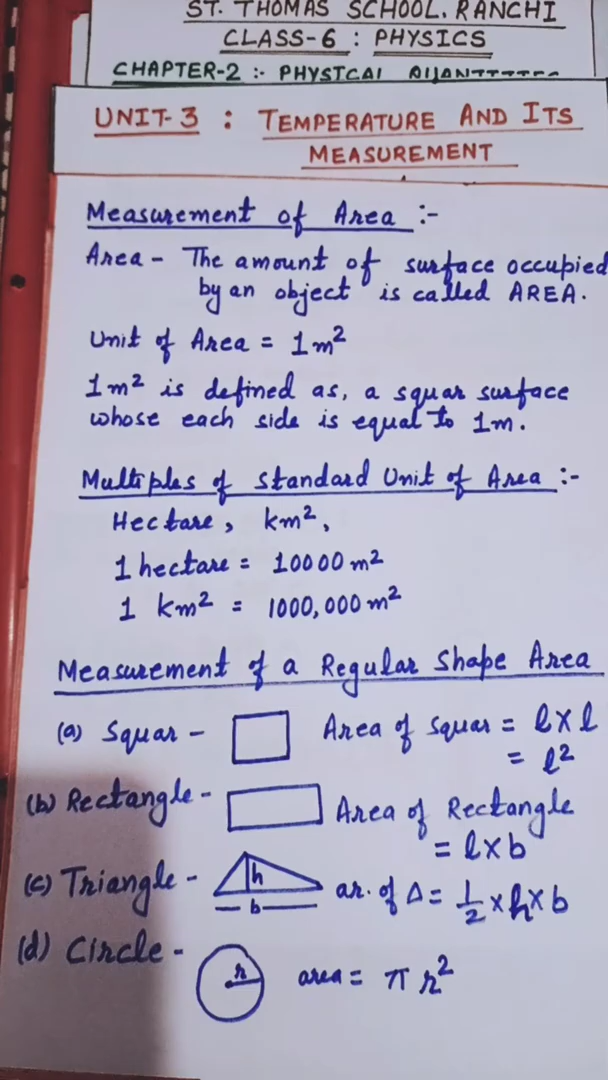 ST. THOMAS SCHOOL, RANCHI
CLASS-6 : PHYSICS
CHAPTER-2 :- PHYSICAL QUANTITIES
UNIT-3 : TEMPERATURE AND ITS
MEASUREMENT
Measurement of Area :-
Area - The amount of surface occupied
by an object is called AREA.
Unit of Area = 1m²
1m² is defined as, a squar surface
whose each side is equal to 1m.
Multiples of Standard Unit of Area :-
Hectare, km²,
1 hectare = 10000 m²
1 km² = 1000,000 m²
Measurement of a Regular Shape Area
(a) Squar - Area of Squar = l×l
= l²
(b) Rectangle - Area of Rectangle
= l×b
(c) Triangle - h b ar. of Δ = 1/2 × h × b
(d) Circle - r area = π r²